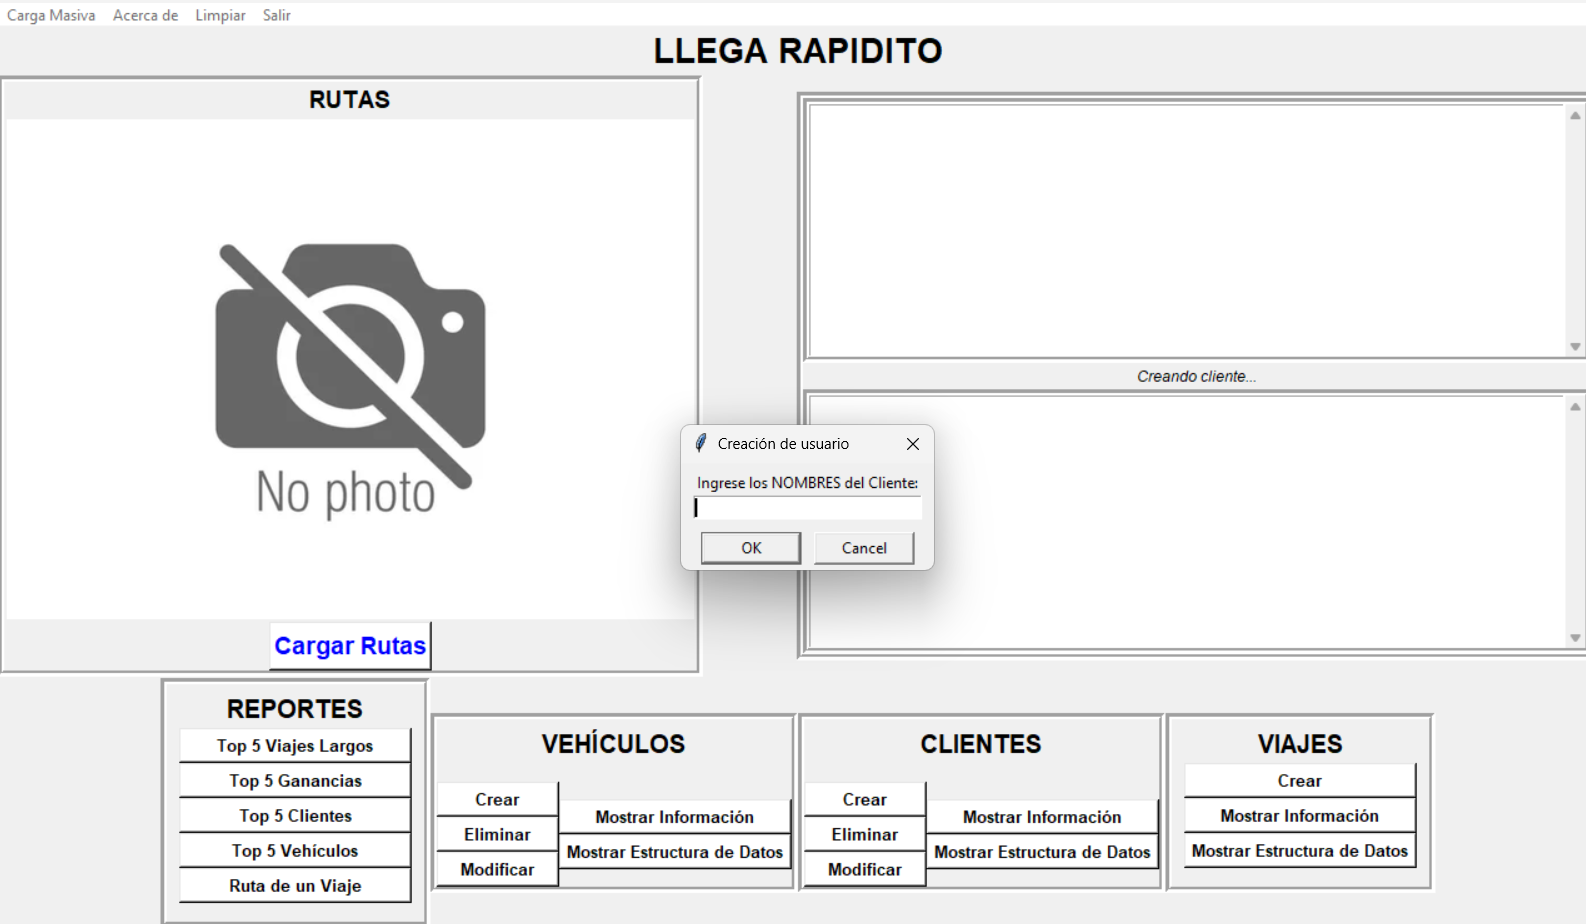 Carga Masiva Acerca de Limpiar Salir
LLEGA RAPIDITO
RUTAS
No photo
Cargar Rutas
Creando cliente...
Creación de usuario
Ingrese los NOMBRES del Cliente:
OK Cancel
REPORTES
Top 5 Viajes Largos
Top 5 Ganancias
Top 5 Clientes
Top 5 Vehículos
Ruta de un Viaje
VEHÍCULOS
Crear
Eliminar
Modificar
Mostrar Información
Mostrar Estructura de Datos
CLIENTES
Crear
Eliminar
Modificar
Mostrar Información
Mostrar Estructura de Datos
VIAJES
Crear
Mostrar Información
Mostrar Estructura de Datos